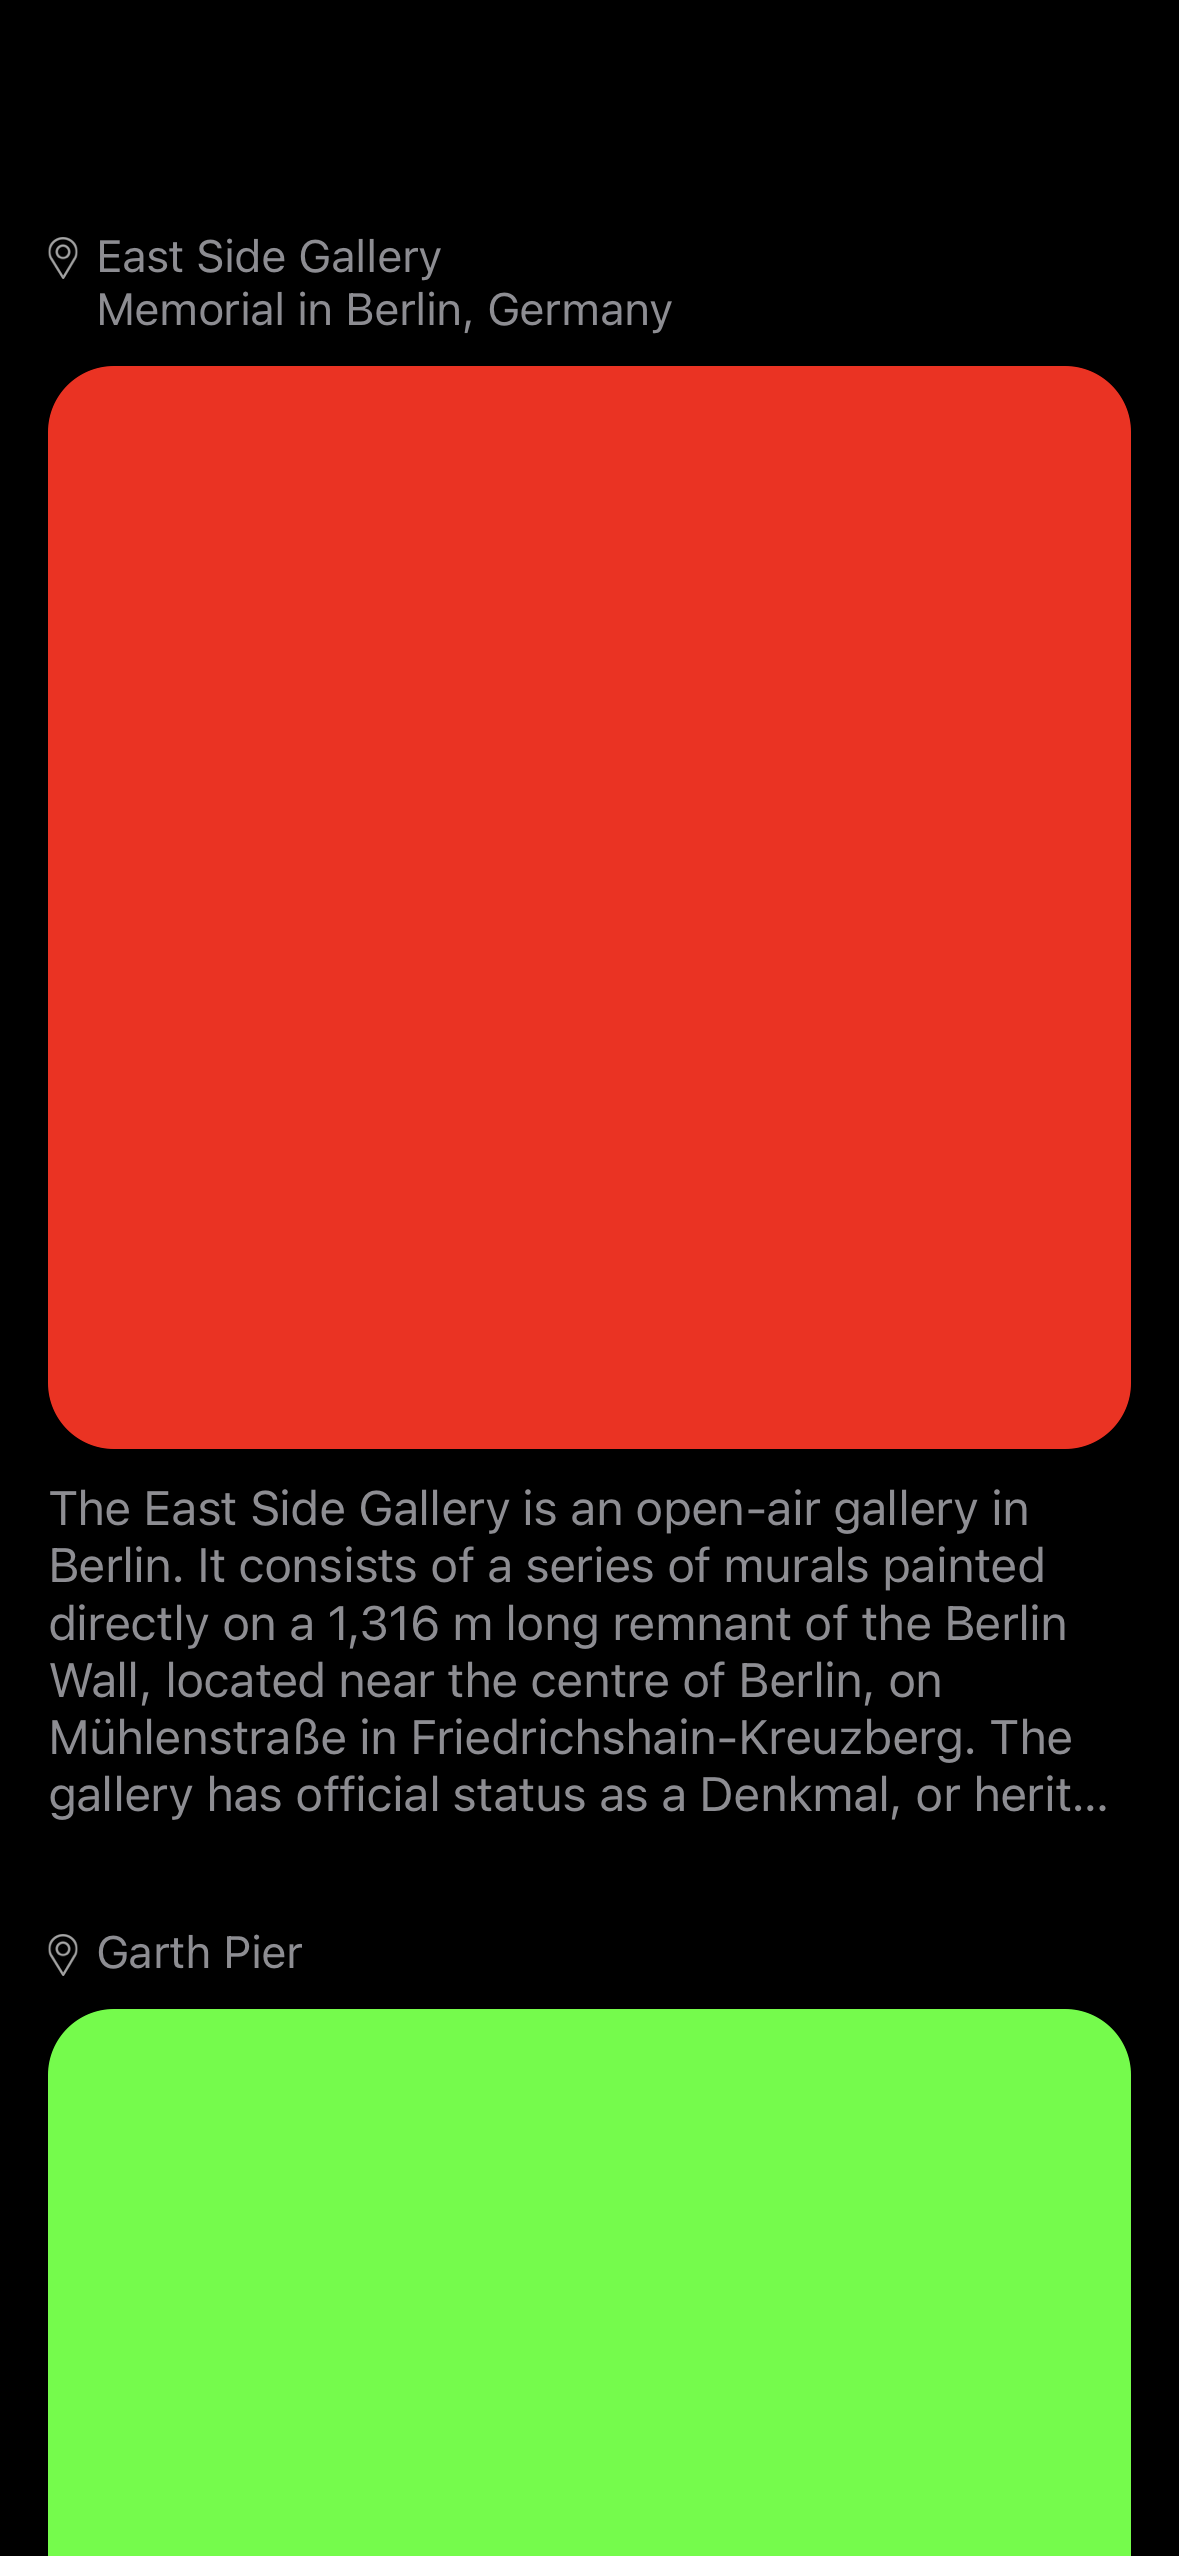 East Side Gallery
Memorial in Berlin, Germany
The East Side Gallery is an open-air gallery in
Berlin. It consists of a series of murals painted
directly on a 1,316 m long remnant of the Berlin
Wall, located near the centre of Berlin, on
Mühlenstraße in Friedrichshain-Kreuzberg. The
gallery has official status as a Denkmal, or herit...
Garth Pier